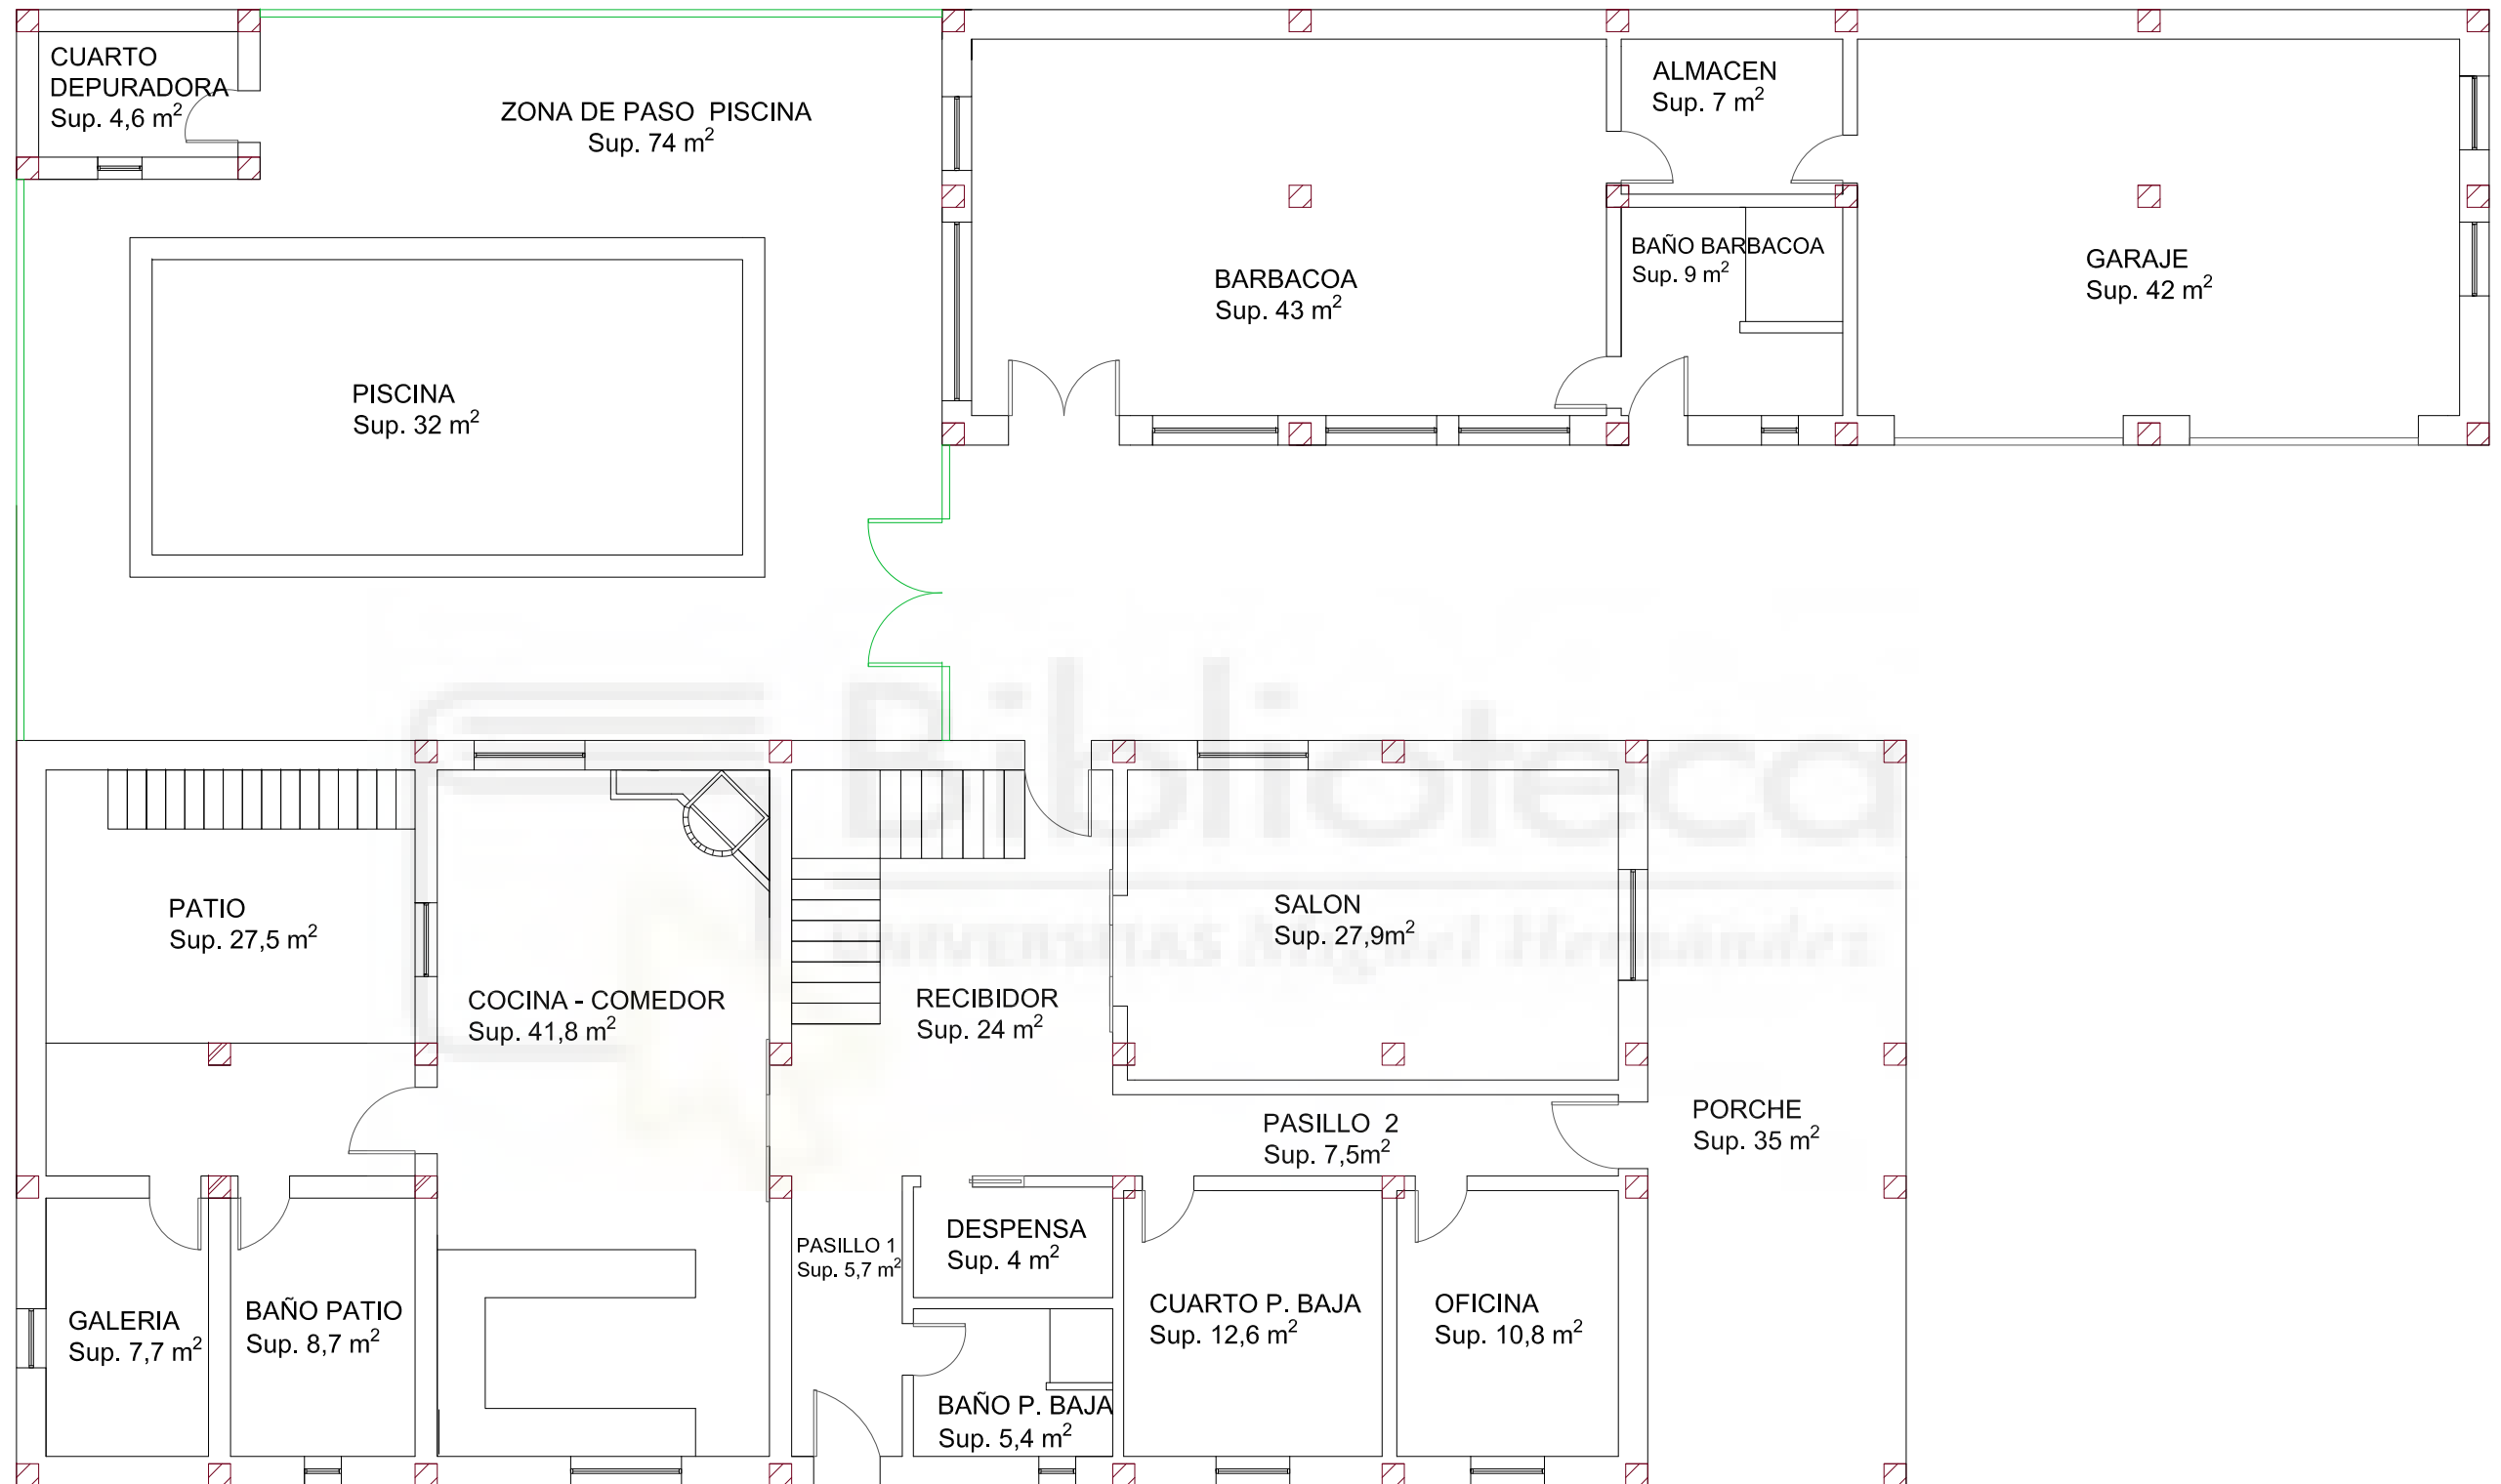 CUARTO
DEPURADORA
Sup. 4,6 m²
ZONA DE PASO PISCINA
Sup. 74 m²
ALMACEN
Sup. 7 m²
BAÑO BARBACOA
Sup. 9 m²
BARBACOA
Sup. 43 m²
GARAJE
Sup. 42 m²
PISCINA
Sup. 32 m²
Biblioteca
UNIVERSITAS Miguel Hernández
PATIO
Sup. 27,5 m²
SALON
Sup. 27,9m²
COCINA - COMEDOR
Sup. 41,8 m²
RECIBIDOR
Sup. 24 m²
PASILLO 2
Sup. 7,5m²
PORCHE
Sup. 35 m²
PASILLO 1
Sup. 5,7 m²
DESPENSA
Sup. 4 m²
GALERIA
Sup. 7,7 m²
BAÑO PATIO
Sup. 8,7 m²
CUARTO P. BAJA
Sup. 12,6 m²
OFICINA
Sup. 10,8 m²
BAÑO P. BAJA
Sup. 5,4 m²